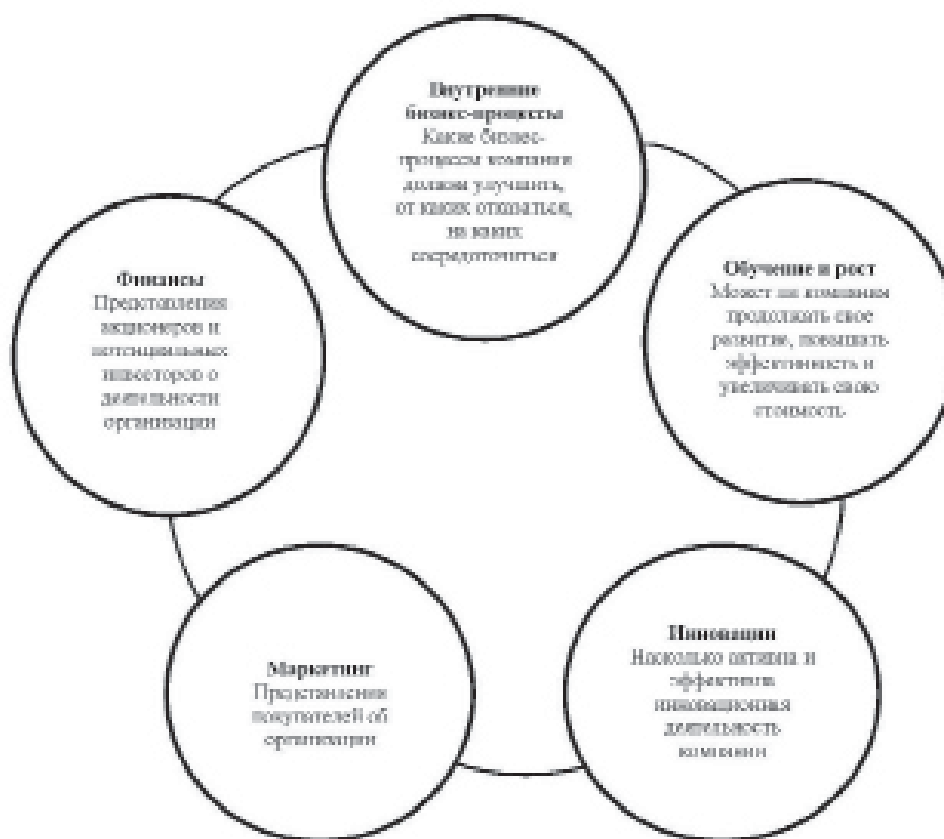 Внутренние
бизнес-процессы
Какие бизнес-
процессы компания
должна улучшить,
от каких отказаться,
на каких
сосредоточиться
Обучение и рост
Может ли компания
продолжать свое
развитие, повышать
эффективность и
увеличивать свою
стоимость
Инновации
Насколько активна и
эффективна
инновационная
деятельность
компании
Маркетинг
Представления
покупателей об
организации
Финансы
Представления
акционеров и
потенциальных
инвесторов о
деятельности
организации